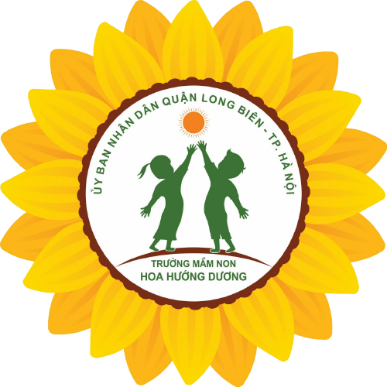 ỦY BAN NHÂN DÂN QUẬN LONG BIÊN - TP. HÀ NỘI
TRƯỜNG MẦM NON
HOA HƯỚNG DƯƠNG